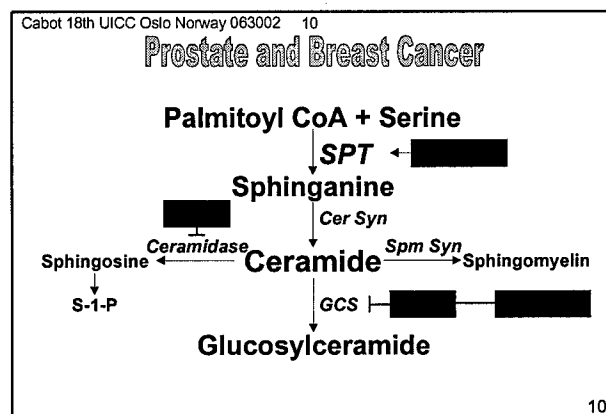 Cabot 18th UICC Oslo Norway 063002 10
Prostate and Breast Cancer
Palmitoyl CoA + Serine
SPT
Sphinganine
Cer Syn
Ceramidase
Spm Syn
Sphingosine
Ceramide
Sphingomyelin
S-1-P
GCS
Glucosylceramide
10